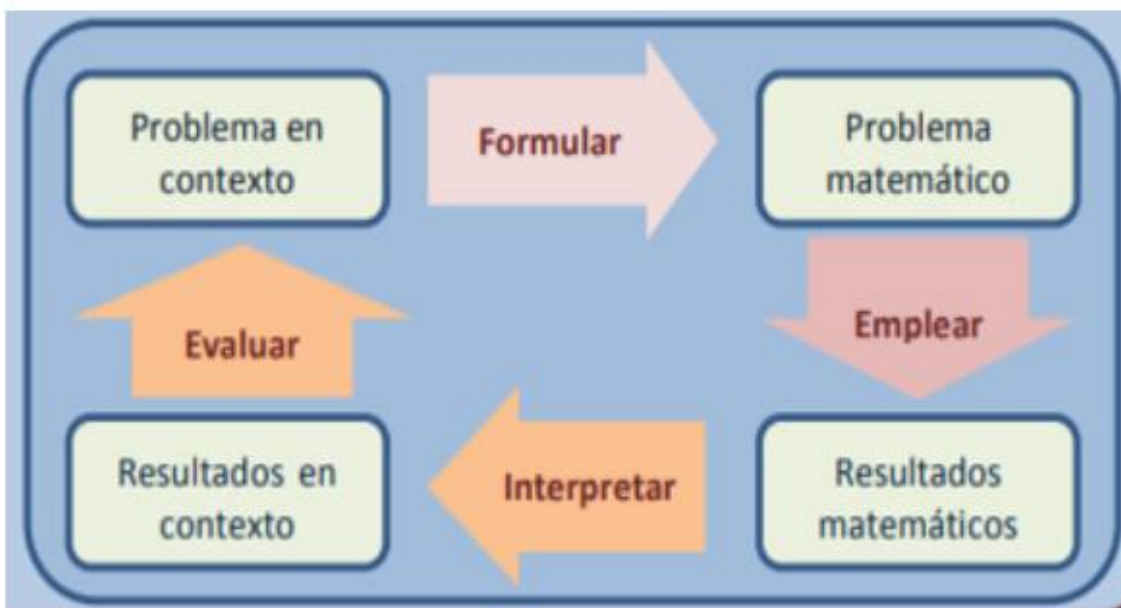 Problema en
contexto
Formular
Problema
matemático
Evaluar
Emplear
Resultados en
contexto
Interpretar
Resultados
matemáticos